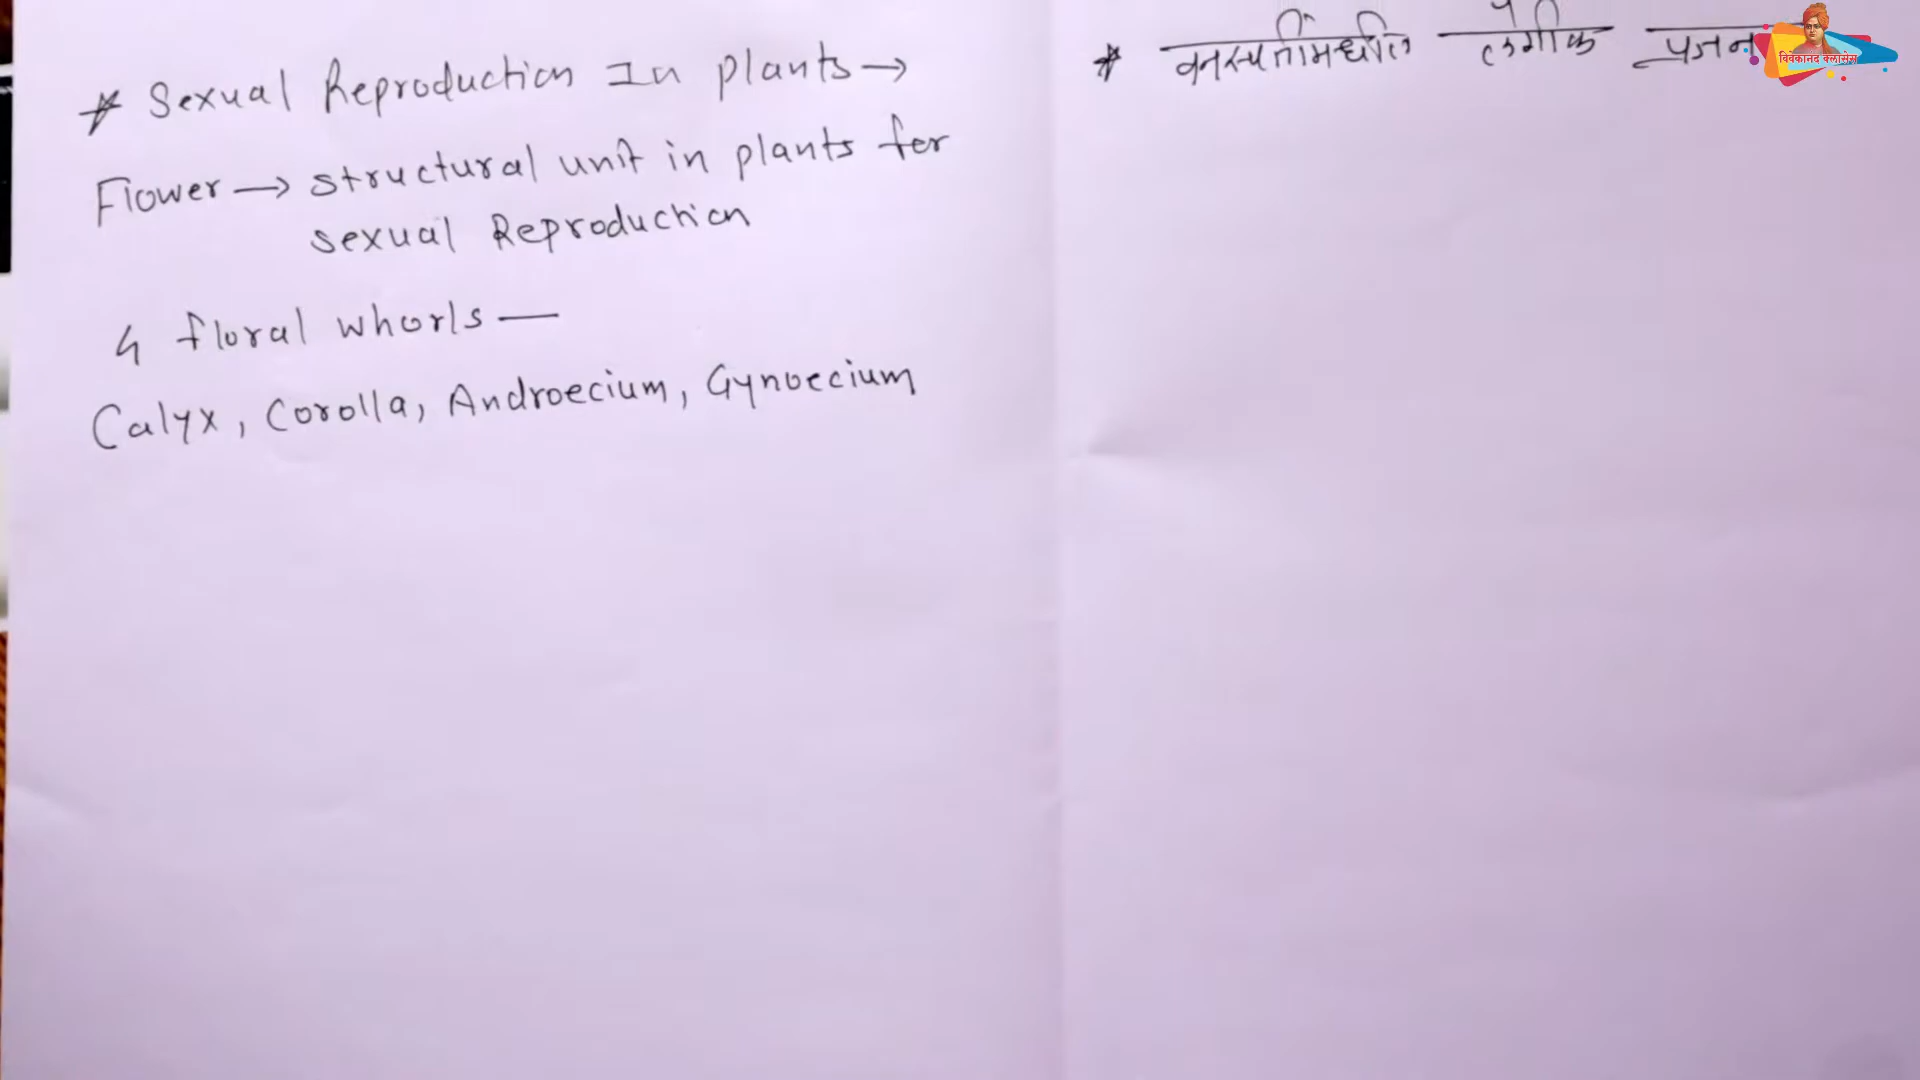 * Sexual Reproduction In plants →
Flower → structural unit in plants for
sexual Reproduction
4 floral whorls —
Calyx, Corolla, Androecium, Gynoecium
* वनस्पतींमधील लैंगीक प्रजनन
विवेकानंद क्लासेस